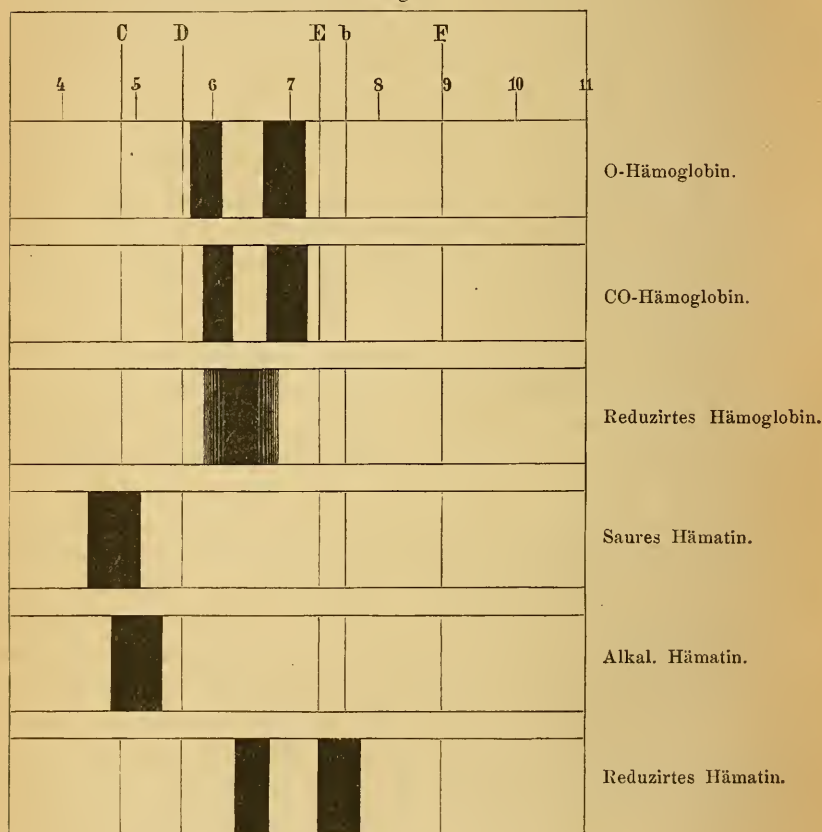 C D E b F
4 5 6 7 8 9 10 11
O-Hämoglobin.
CO-Hämoglobin.
Reduzirtes Hämoglobin.
Saures Hämatin.
Alkal. Hämatin.
Reduzirtes Hämatin.